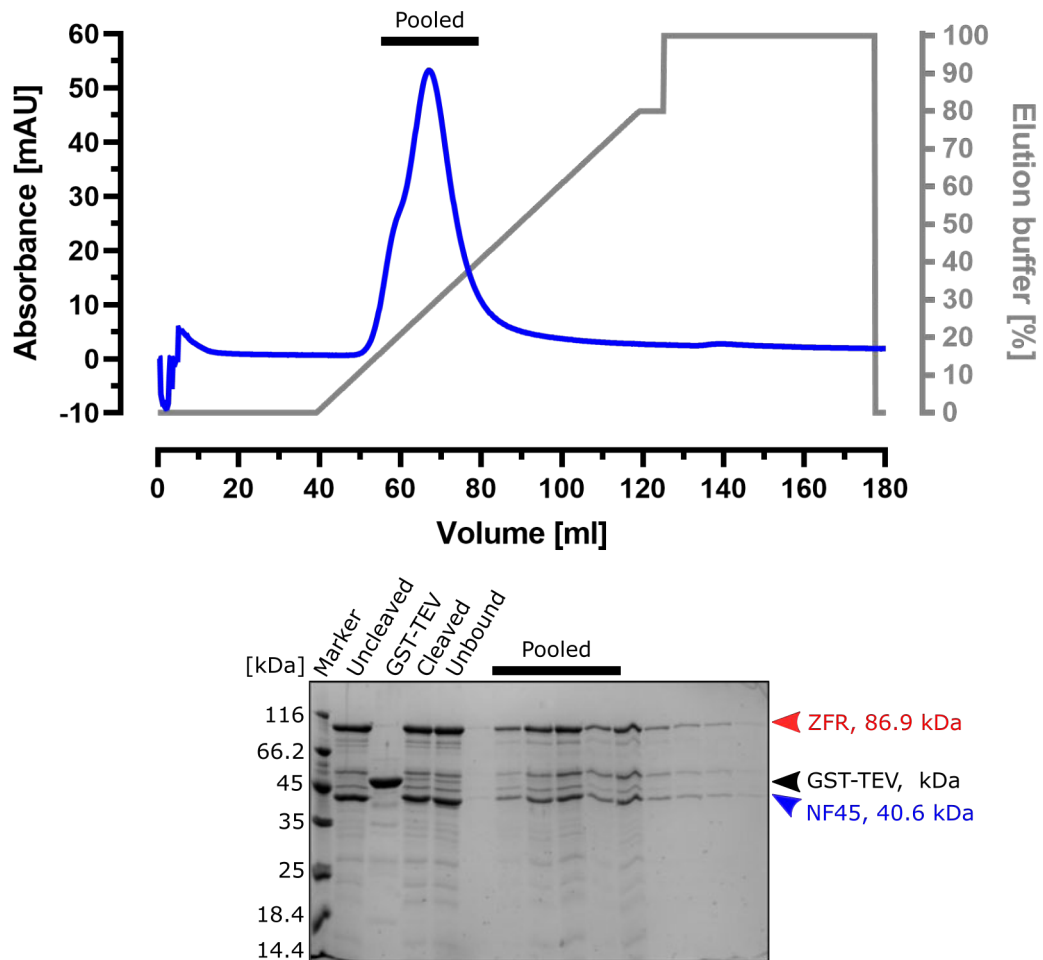 Pooled
Absorbance [mAU]
60
50
40
30
20
10
0
-10
100
90
80
70
60
50
40
30
20
10
0
Elution buffer [%]
0 20 40 60 80 100 120 140 160 180
Volume [ml]
[kDa]
Marker
Uncleaved
GST-TEV
Cleaved
Unbound
Pooled
116
66.2
45
35
25
18.4
14.4
ZFR, 86.9 kDa
GST-TEV, kDa
NF45, 40.6 kDa